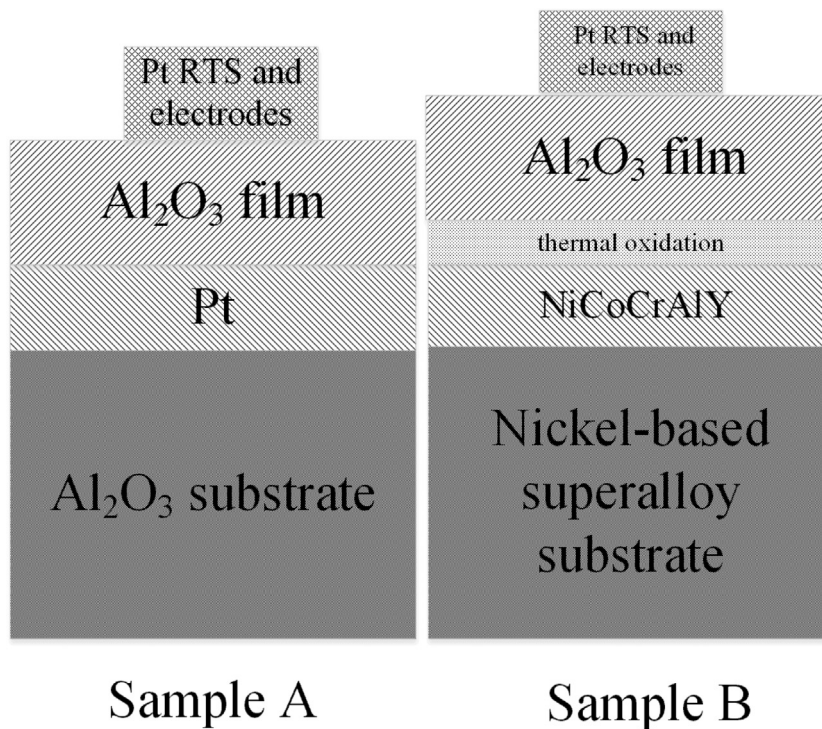 Pt RTS and
electrodes
Al₂O₃ film
Pt
Al₂O₃ substrate
Sample A
Pt RTS and
electrodes
Al₂O₃ film
thermal oxidation
NiCoCrAlY
Nickel-based
superalloy
substrate
Sample B